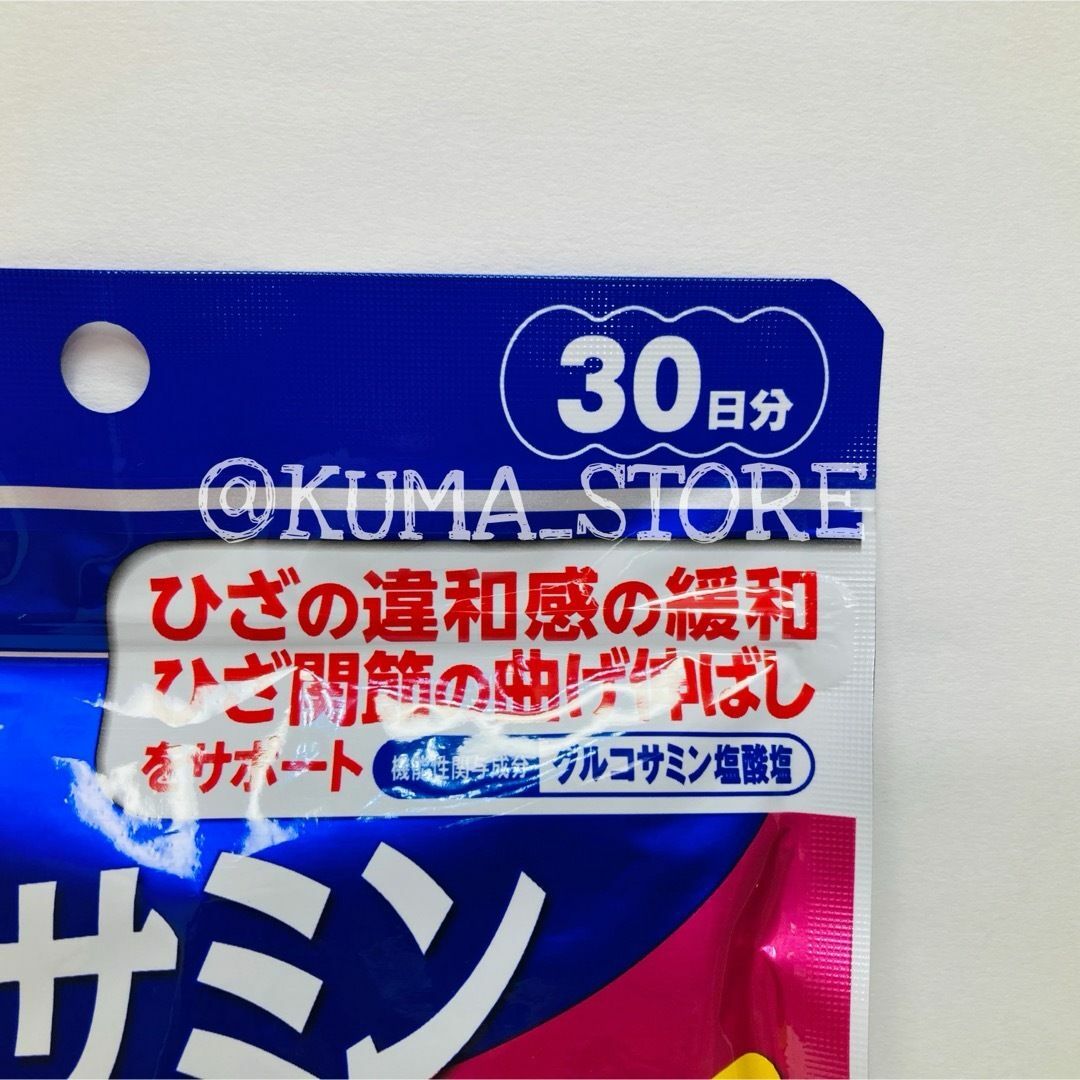 30日分
@KUMA_STORE
ひざの違和感の緩和
ひざ関節の曲げ伸ばし
をサポート 機能性関与成分 グルコサミン塩酸塩
サミン